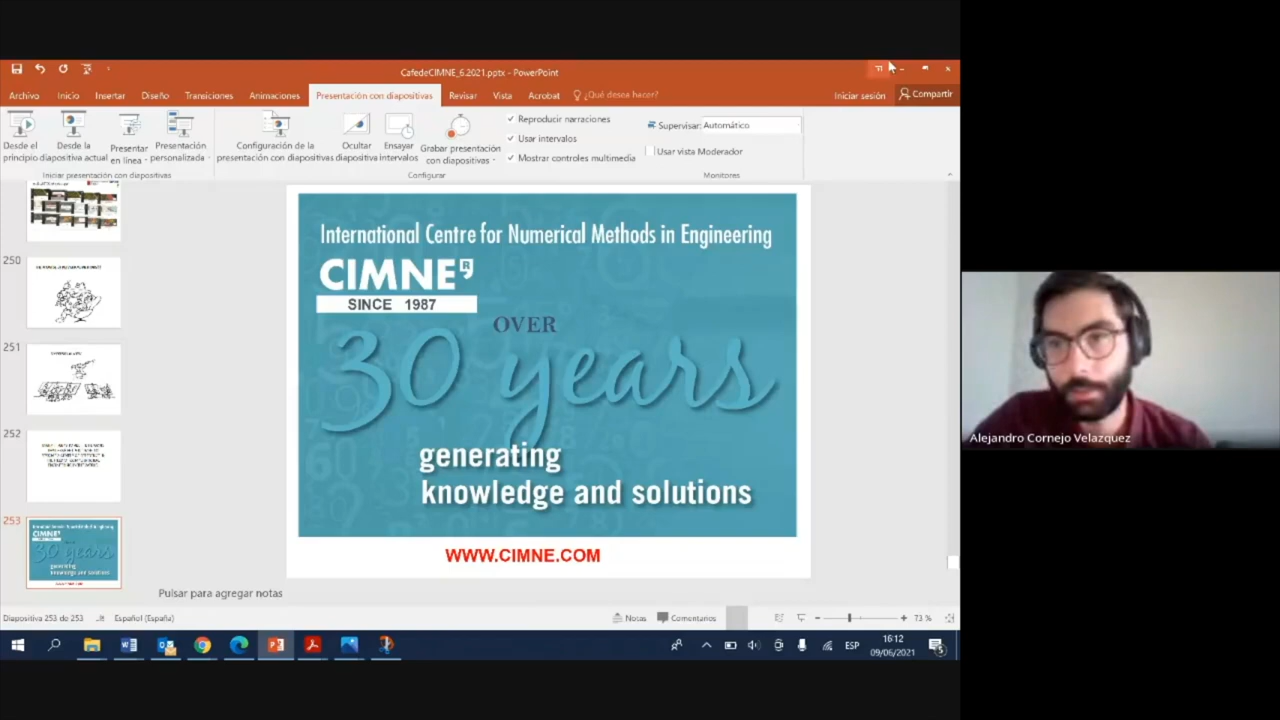 CafedeCIMNE_6.2021.pptx - PowerPoint
Archivo Inicio Insertar Diseño Transiciones Animaciones Presentación con diapositivas Revisar Vista Acrobat ¿Qué desea hacer? Iniciar sesión Compartir
Desde el principio
Desde la diapositiva actual
Presentar en línea
Presentación personalizada
Configuración de la presentación con diapositivas
Ocultar diapositiva
Ensayar intervalos
Grabar presentación con diapositivas
Reproducir narraciones
Usar intervalos
Mostrar controles multimedia
Supervisar: Automático
Usar vista Moderador
Iniciar presentación con diapositivas
Configurar
Monitores
250
251
252
253
International Centre for Numerical Methods in Engineering
CIMNE R
SINCE 1987
OVER
30 years
generating
knowledge and solutions
WWW.CIMNE.COM
Pulsar para agregar notas
Diapositiva 253 de 253 Español (España) Notas Comentarios 73 %
ESP
16:12
09/06/2021
5
Alejandro Cornejo Velazquez